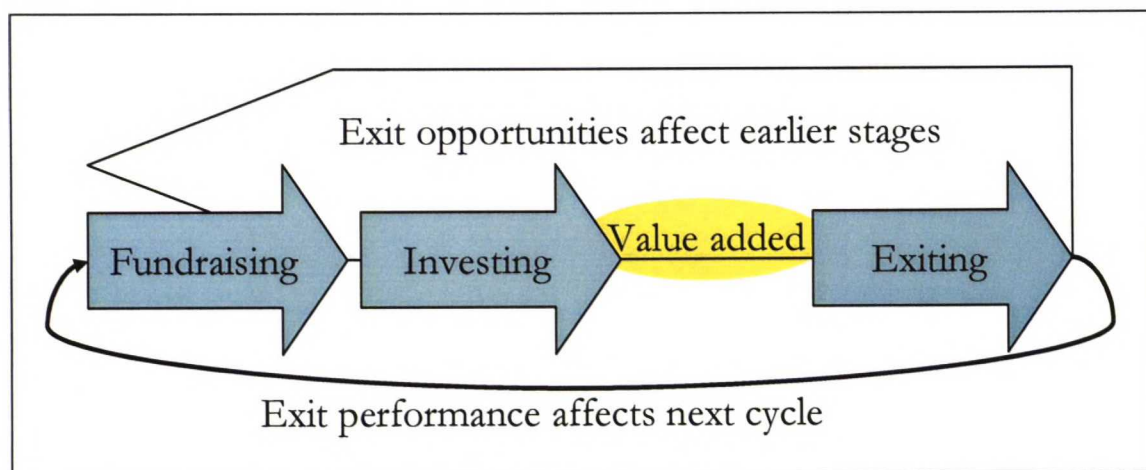 Exit opportunities affect earlier stages
Fundraising
Investing
Value added
Exiting
Exit performance affects next cycle